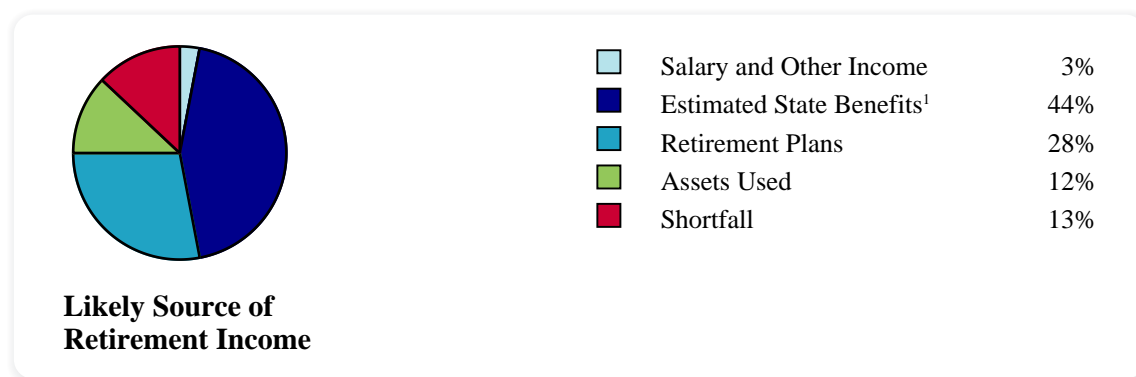 Salary and Other Income 3%
Estimated State Benefits¹ 44%
Retirement Plans 28%
Assets Used 12%
Shortfall 13%
Likely Source of
Retirement Income